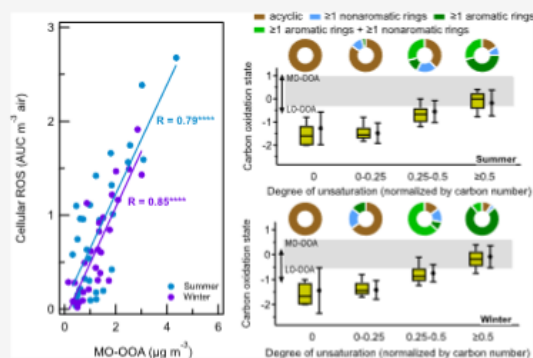 acyclic ≥1 nonaromatic rings ≥1 aromatic rings
≥1 aromatic rings + ≥1 nonaromatic rings
Cellular ROS (AUC m⁻³ air)
3
2
1
0
R = 0.79****
R = 0.85****
Summer
Winter
0 2 4 6
MO-OOA (µg m⁻³)
Carbon oxidation state
1
0
-1
-2
MO-OOA
LO-OOA
Summer
0 0-0.25 0.25-0.5 ≥0.5
Degree of unsaturation (normalized by carbon number)
Carbon oxidation state
1
0
-1
-2
MO-OOA
LO-OOA
Winter
0 0-0.25 0.25-0.5 ≥0.5
Degree of unsaturation (normalized by carbon number)